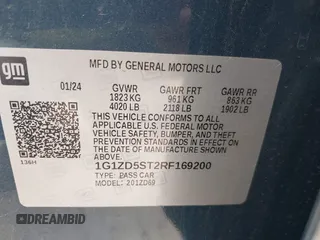 gm
MFD BY GENERAL MOTORS LLC
01/24 GVWR GAWR FRT GAWR RR
1823 KG 961 KG 863 KG
4020 LB 2118 LB 1902 LB
THIS VEHICLE CONFORMS TO ALL
APPLICABLE U.S. FEDERAL MOTOR
VEHICLE SAFETY, BUMPER, AND THEFT
PREVENTION STANDARDS IN EFFECT ON
THE DATE OF MANUFACTURE SHOWN ABOVE.
136H
1G1ZD5ST2RF169200
TYPE: PASS CAR
MODEL: 201ZD69
DREAMBID